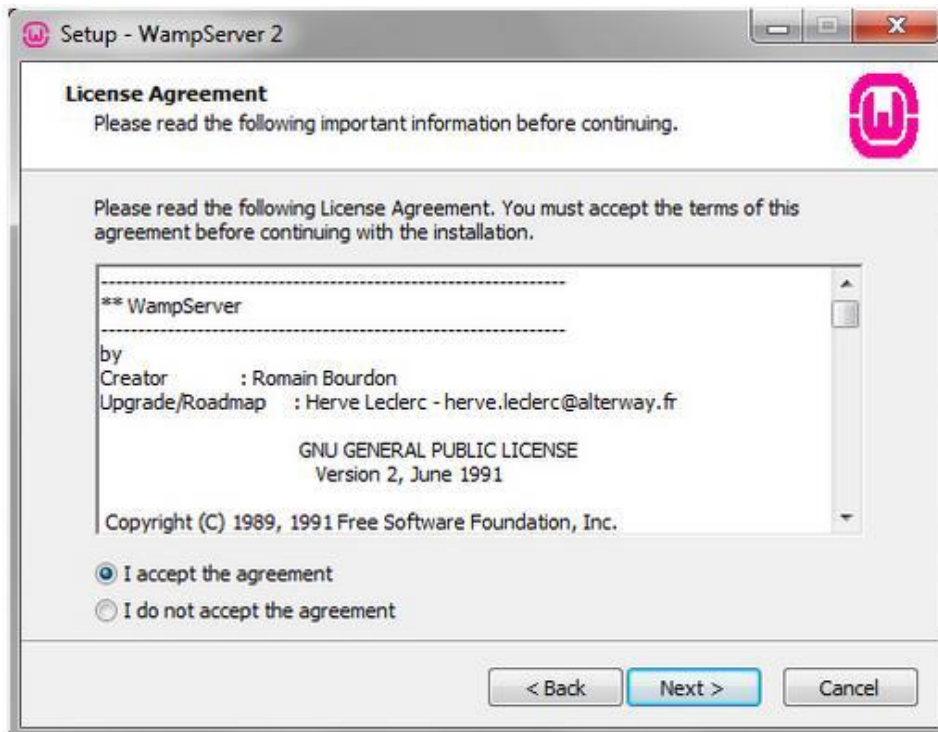 Setup - WampServer 2
License Agreement
Please read the following important information before continuing.
Please read the following License Agreement. You must accept the terms of this
agreement before continuing with the installation.
----------------------------------------------------------------
** WampServer
----------------------------------------------------------------
by
Creator : Romain Bourdon
Upgrade/Roadmap : Herve Leclerc - herve.leclerc@alterway.fr
GNU GENERAL PUBLIC LICENSE
Version 2, June 1991
Copyright (C) 1989, 1991 Free Software Foundation, Inc.
I accept the agreement
I do not accept the agreement
< Back Next > Cancel